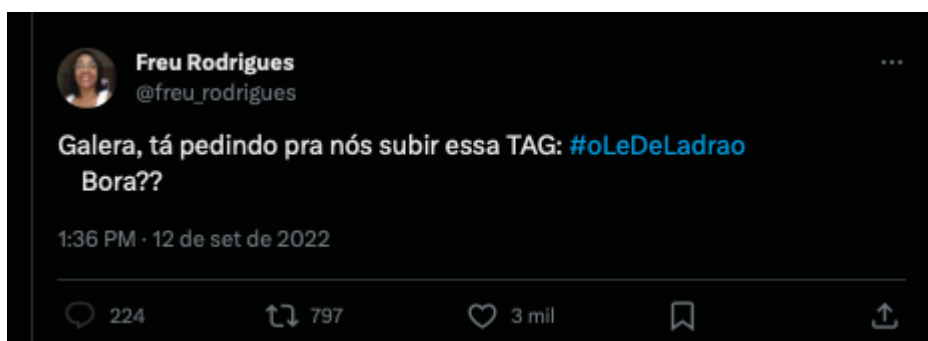 Freu Rodrigues
@freu_rodrigues
Galera, tá pedindo pra nós subir essa TAG: #oLeDeLadrao
Bora??
1:36 PM · 12 de set de 2022
224 797 3 mil